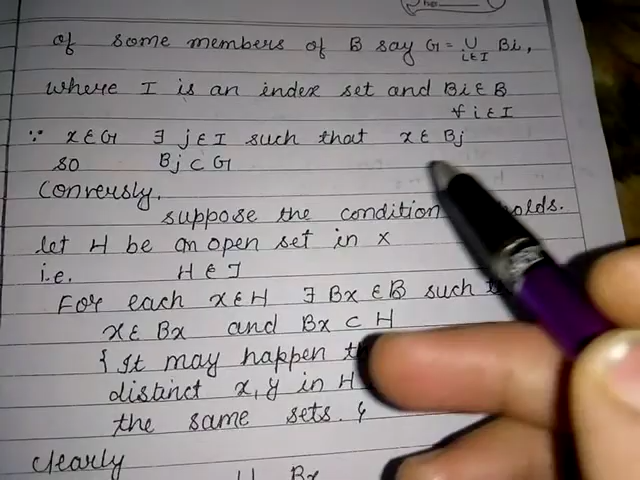 of some members of B say G = ∪ i∈I Bi,
where I is an index set and Bi ∈ B
∀ i ∈ I
∵ x∈G ∃ j∈I such that x∈ Bj
so Bj ⊂ G
Conversly.
suppose the condition holds.
let H be an open set in x
i.e. H ∈ J
For each x∈H ∃ Bx ∈ B such
x∈ Bx and Bx ⊂ H
{ It may happen
distinct x, y in H
the same sets. }
Clearly
∪ Bx